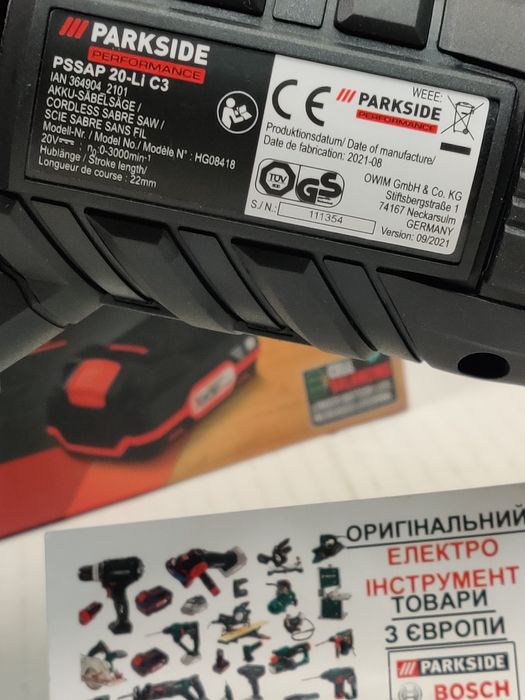 PARKSIDE
PERFORMANCE
PSSAP 20-LI C3
IAN 364904_2101
AKKU-SÄBELSÄGE /
CORDLESS SABRE SAW /
SCIE SABRE SANS FIL
Modell-Nr. / Model No./ Modèle N° : HG08418
20V⎓ n₀ 0-3000min⁻¹
Hublänge / Stroke length/
Longueur de course : 22mm
CE
PARKSIDE
PERFORMANCE
WEEE:
Produktionsdatum/ Date of manufacture/
Date de fabrication: 2021-08
TÜV
GS
OWIM GmbH & Co. KG
Stiftsbergstraße 1
74167 Neckarsulm
GERMANY
Version: 09/2021
S./ N.: 111354
ОРИГІНАЛЬНИЙ
ЕЛЕКТРО
ІНСТРУМЕНТ
ТОВАРИ
З ЄВРОПИ
PARKSIDE
BOSCH